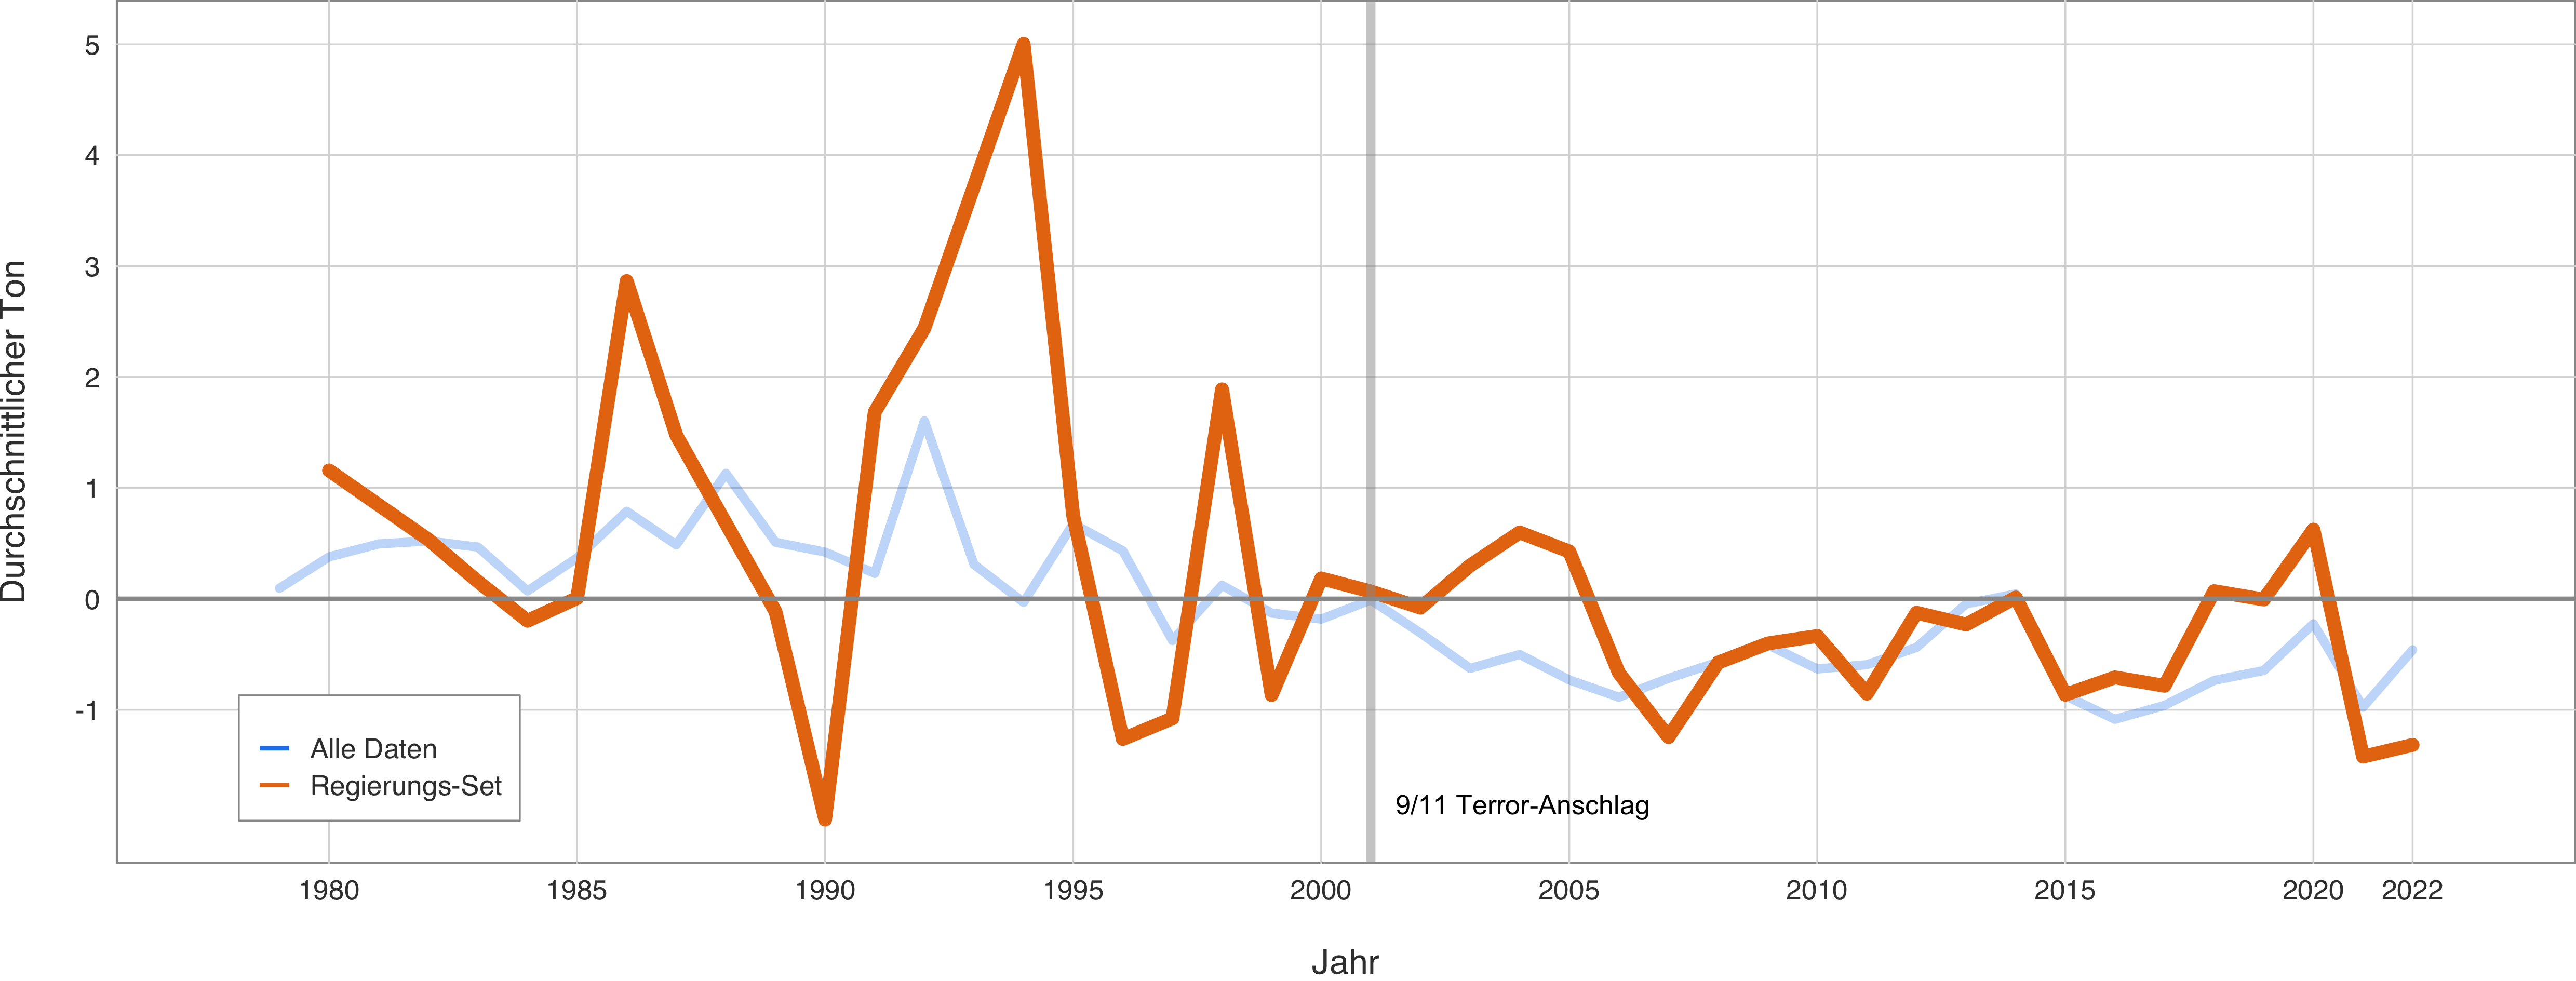 Durchschnittlicher Ton
5
4
3
2
1
0
-1
Alle Daten
Regierungs-Set
9/11 Terror-Anschlag
1980 1985 1990 1995 2000 2005 2010 2015 2020 2022
Jahr